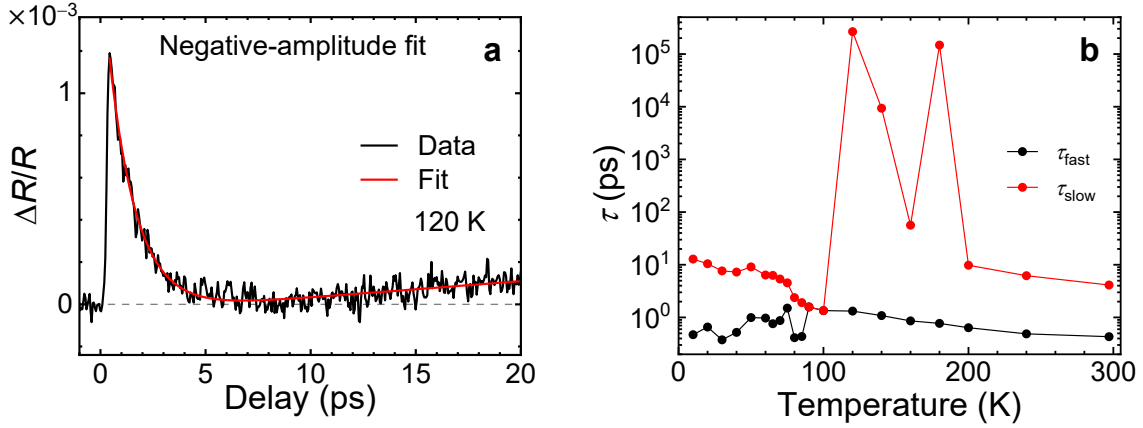 ×10⁻³
Negative-amplitude fit
a
1
ΔR/R
Data
Fit
120 K
0
0
5
10
15
20
Delay (ps)
b
10⁵
10⁴
10³
10²
10¹
10⁰
τ (ps)
τfast
τslow
0
100
200
300
Temperature (K)